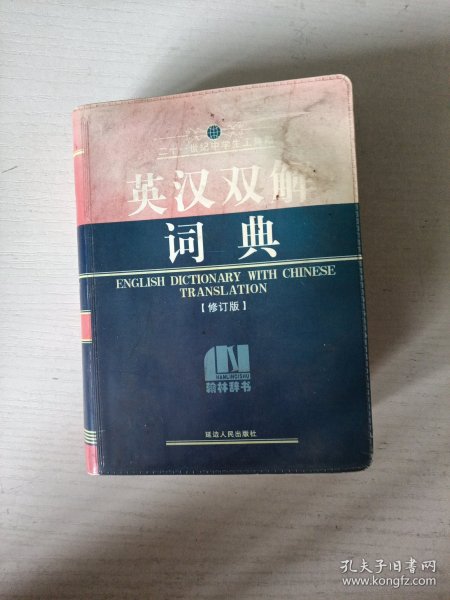 二十一世纪中学生工具书
英汉双解
词典
ENGLISH DICTIONARY WITH CHINESE
TRANSLATION
【修订版】
HANLINCISHU
翰林辞书
延边人民出版社
孔夫子旧书网
www.kongfz.com